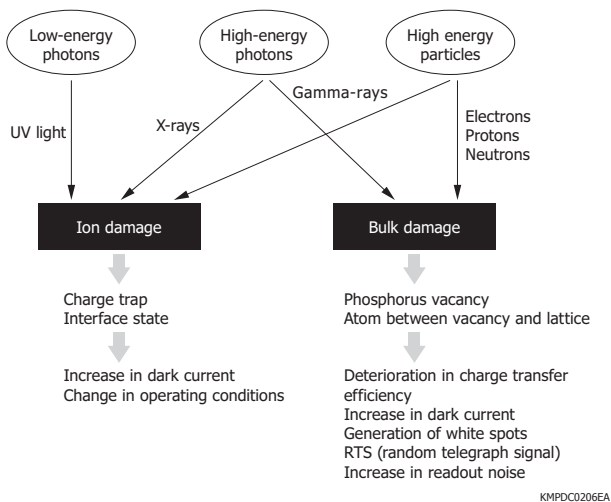 Low-energy
photons
High-energy
photons
High energy
particles
UV light
X-rays
Gamma-rays
Electrons
Protons
Neutrons
Ion damage
Bulk damage
Charge trap
Interface state
Phosphorus vacancy
Atom between vacancy and lattice
Increase in dark current
Change in operating conditions
Deterioration in charge transfer
efficiency
Increase in dark current
Generation of white spots
RTS (random telegraph signal)
Increase in readout noise
KMPDC0206EA